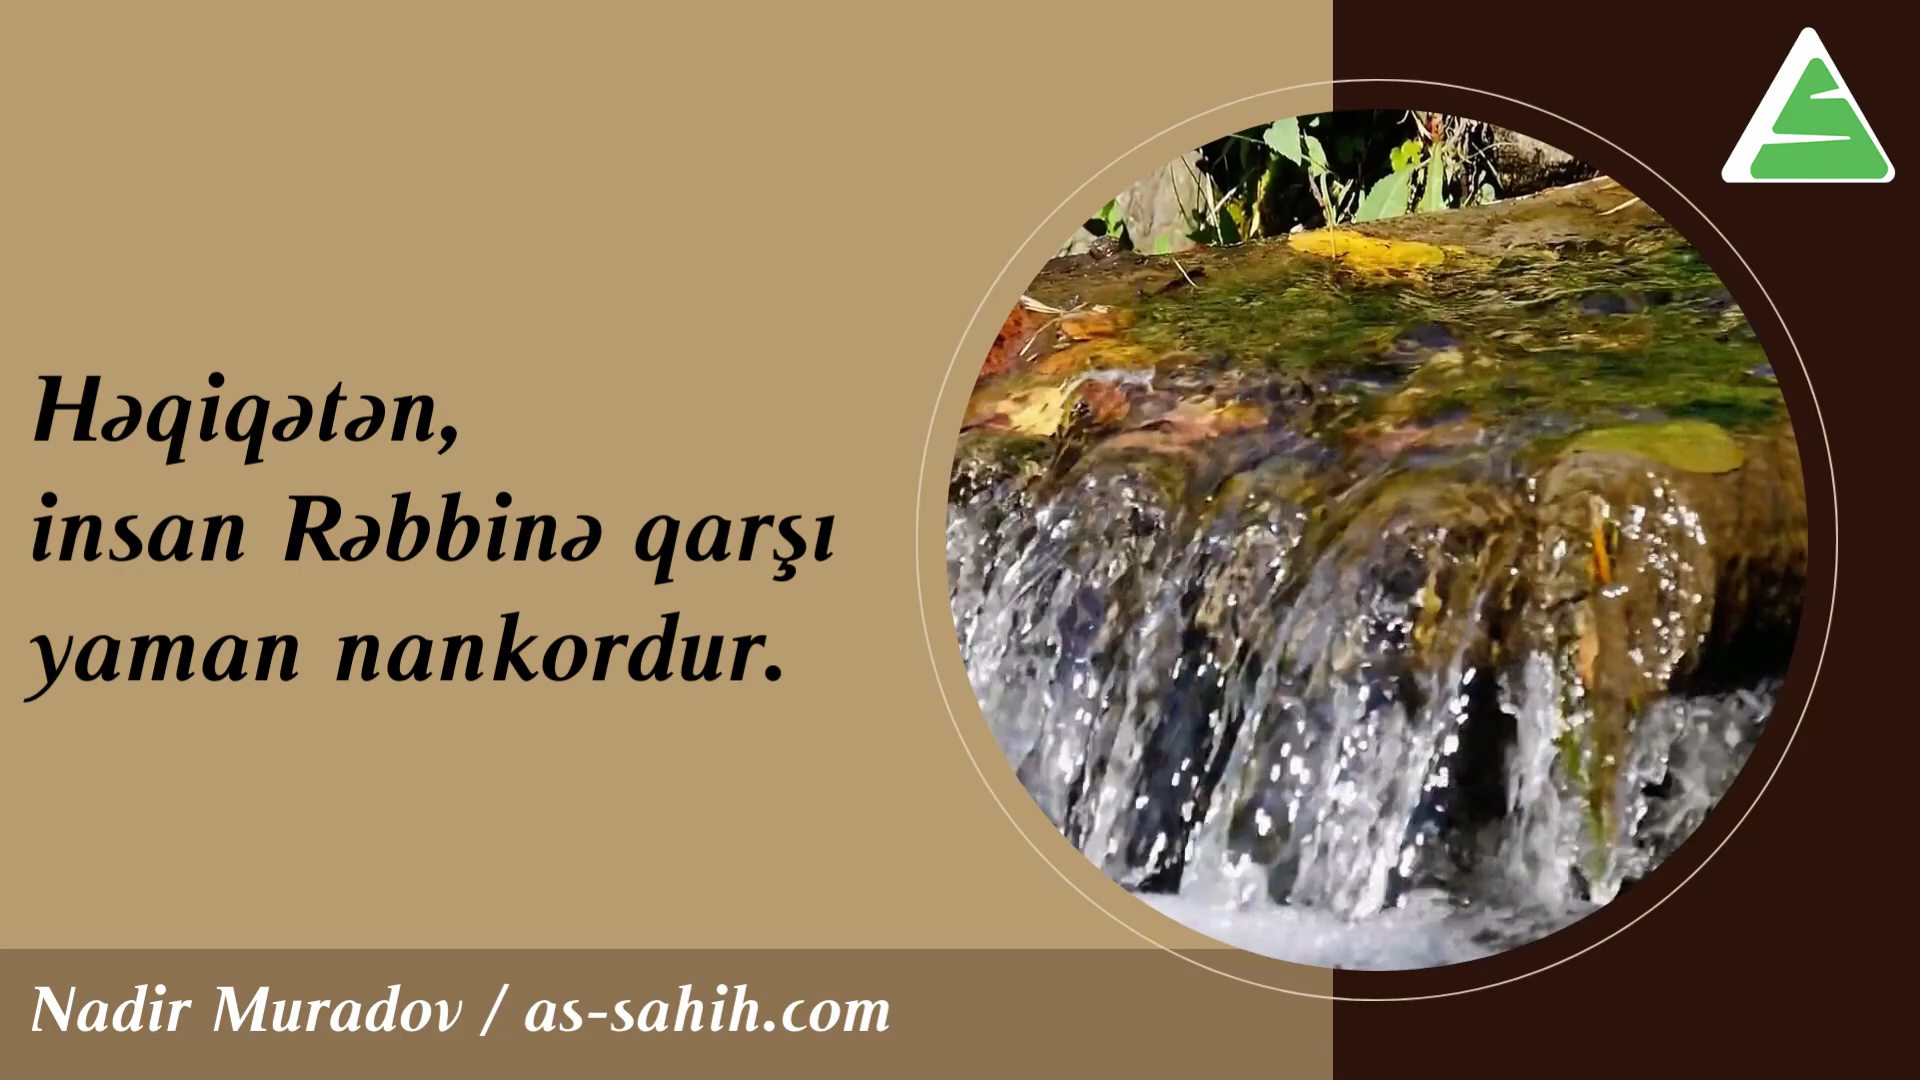 Həqiqətən,
insan Rəbbinə qarşı
yaman nankordur.
Nadir Muradov / as-sahih.com